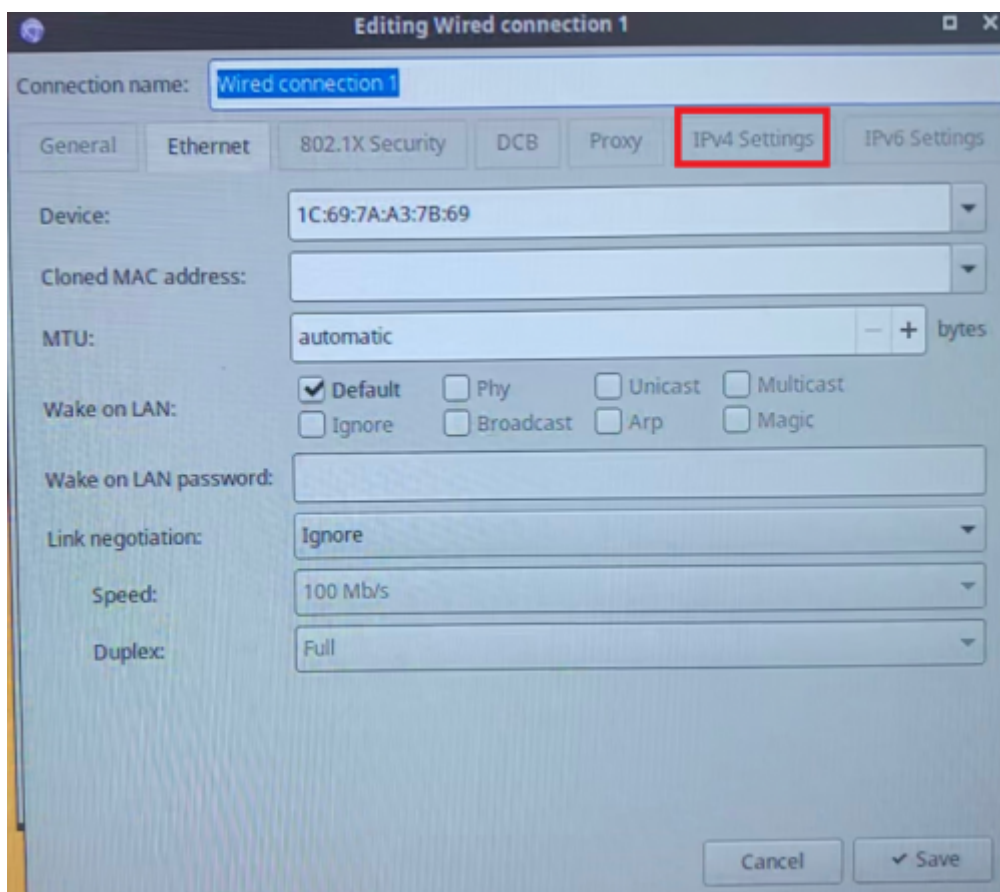 Editing Wired connection 1
Connection name: Wired connection 1
General Ethernet 802.1X Security DCB Proxy IPv4 Settings IPv6 Settings
Device: 1C:69:7A:A3:7B:69
Cloned MAC address:
MTU: automatic bytes
Wake on LAN: Default Phy Unicast Multicast
Ignore Broadcast Arp Magic
Wake on LAN password:
Link negotiation: Ignore
Speed: 100 Mb/s
Duplex: Full
Cancel Save